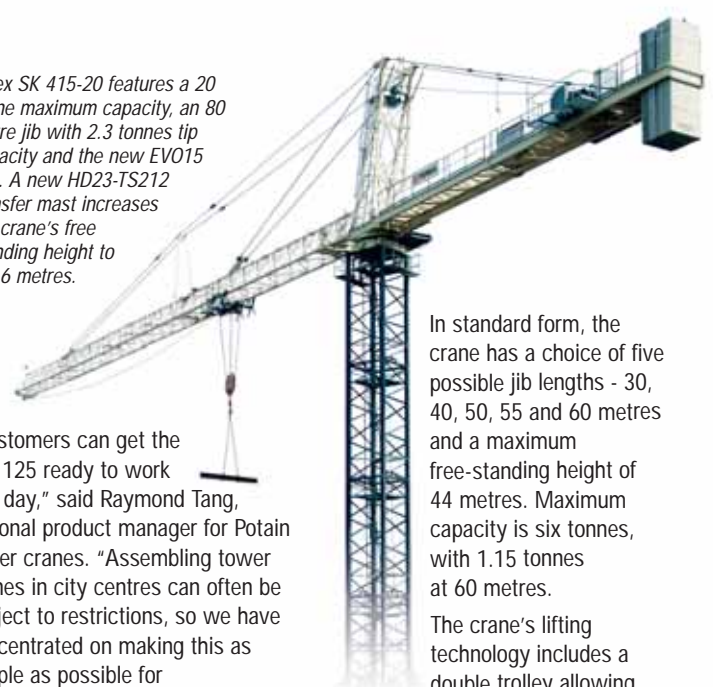 ex SK 415-20 features a 20
ne maximum capacity, an 80
re jib with 2.3 tonnes tip
acity and the new EVO15
. A new HD23-TS212
sfer mast increases
crane's free
nding height to
6 metres.
stomers can get the
125 ready to work
day," said Raymond Tang,
onal product manager for Potain
er cranes. "Assembling tower
nes in city centres can often be
ject to restrictions, so we have
centrated on making this as
ple as possible for
In standard form, the
crane has a choice of five
possible jib lengths - 30,
40, 50, 55 and 60 metres
and a maximum
free-standing height of
44 metres. Maximum
capacity is six tonnes,
with 1.15 tonnes
at 60 metres.
The crane's lifting
technology includes a
double trolley allowing